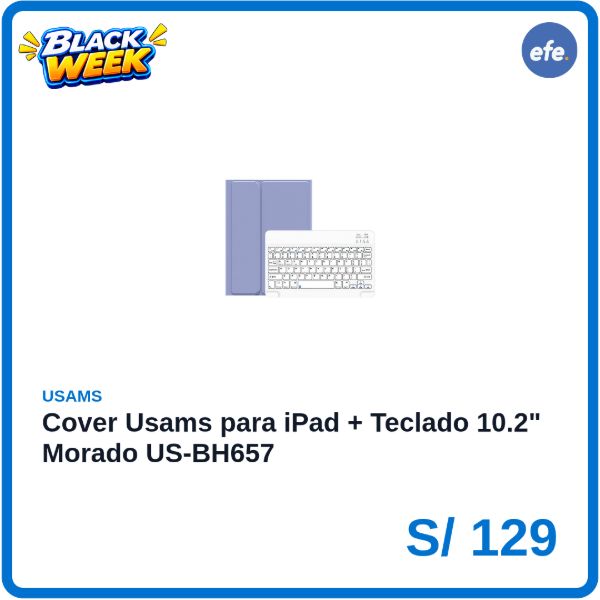 BLACK
WEEK
efe.
USAMS
Cover Usams para iPad + Teclado 10.2"
Morado US-BH657
S/ 129